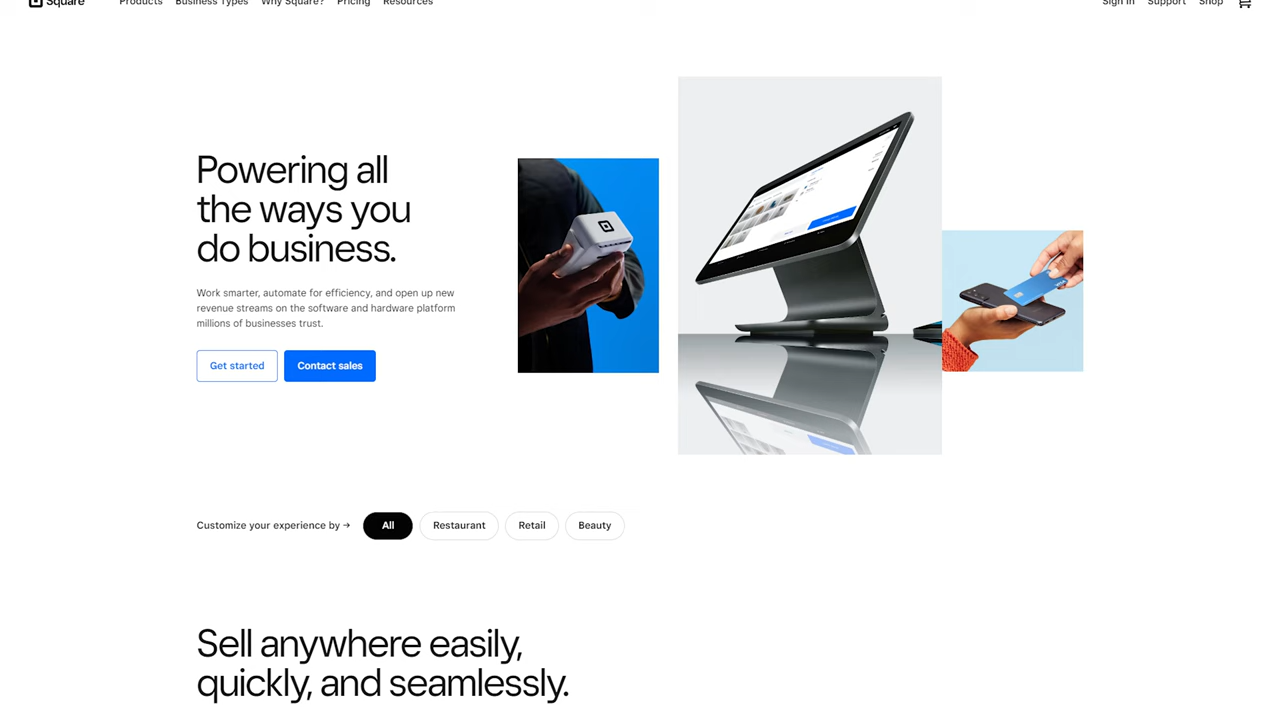 Square Products Business Types Why Square? Pricing Resources Sign In Support Shop
Powering all
the ways you
do business.
Work smarter, automate for efficiency, and open up new
revenue streams on the software and hardware platform
millions of businesses trust.
Get started Contact sales
Customize your experience by → All Restaurant Retail Beauty
Sell anywhere easily,
quickly, and seamlessly.